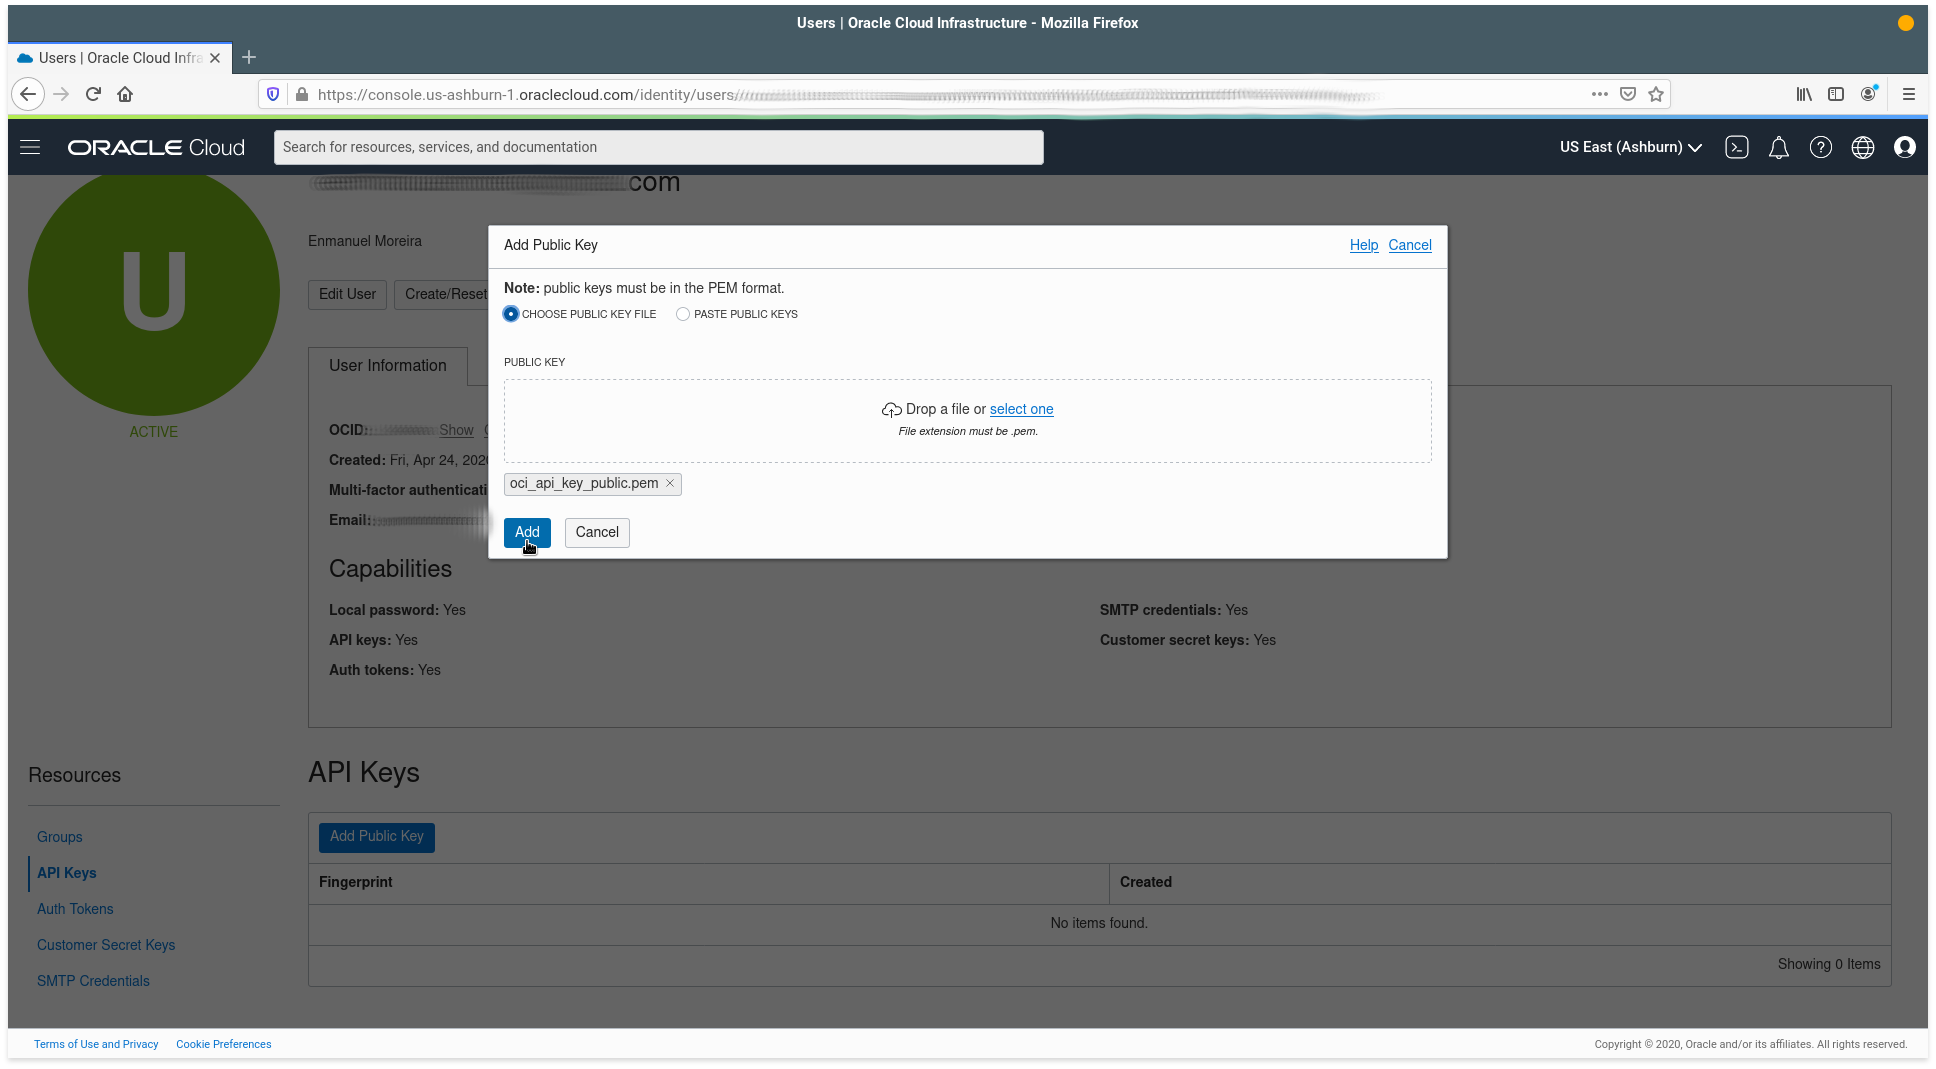 Users | Oracle Cloud Infrastructure - Mozilla Firefox
Users | Oracle Cloud Infra
https://console.us-ashburn-1.oraclecloud.com/identity/users/
ORACLE Cloud
Search for resources, services, and documentation
US East (Ashburn)
com
U
ACTIVE
Enmanuel Moreira
Edit User
Create/Reset
User Information
OCID: Show
Created: Fri, Apr 24, 202
Multi-factor authenticati
Email:
Add Public Key
Help Cancel
Note: public keys must be in the PEM format.
CHOOSE PUBLIC KEY FILE PASTE PUBLIC KEYS
PUBLIC KEY
Drop a file or select one
File extension must be .pem.
oci_api_key_public.pem
Add Cancel
Capabilities
Local password: Yes
API keys: Yes
Auth tokens: Yes
SMTP credentials: Yes
Customer secret keys: Yes
Resources
Groups
API Keys
Auth Tokens
Customer Secret Keys
SMTP Credentials
API Keys
Add Public Key
Fingerprint Created
No items found.
Showing 0 Items
Terms of Use and Privacy Cookie Preferences
Copyright © 2020, Oracle and/or its affiliates. All rights reserved.